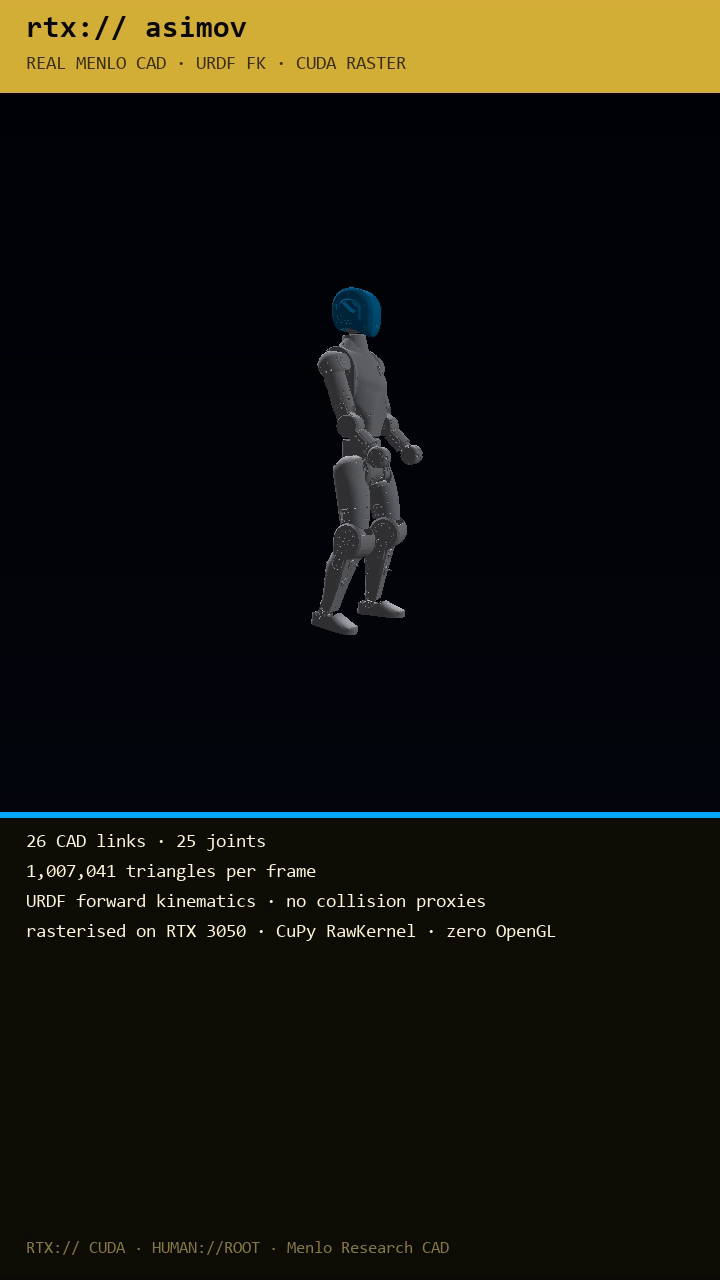 rtx:// asimov
REAL MENLO CAD · URDF FK · CUDA RASTER
26 CAD links · 25 joints
1,007,041 triangles per frame
URDF forward kinematics · no collision proxies
rasterised on RTX 3050 · CuPy RawKernel · zero OpenGL
RTX:// CUDA · HUMAN://ROOT · Menlo Research CAD